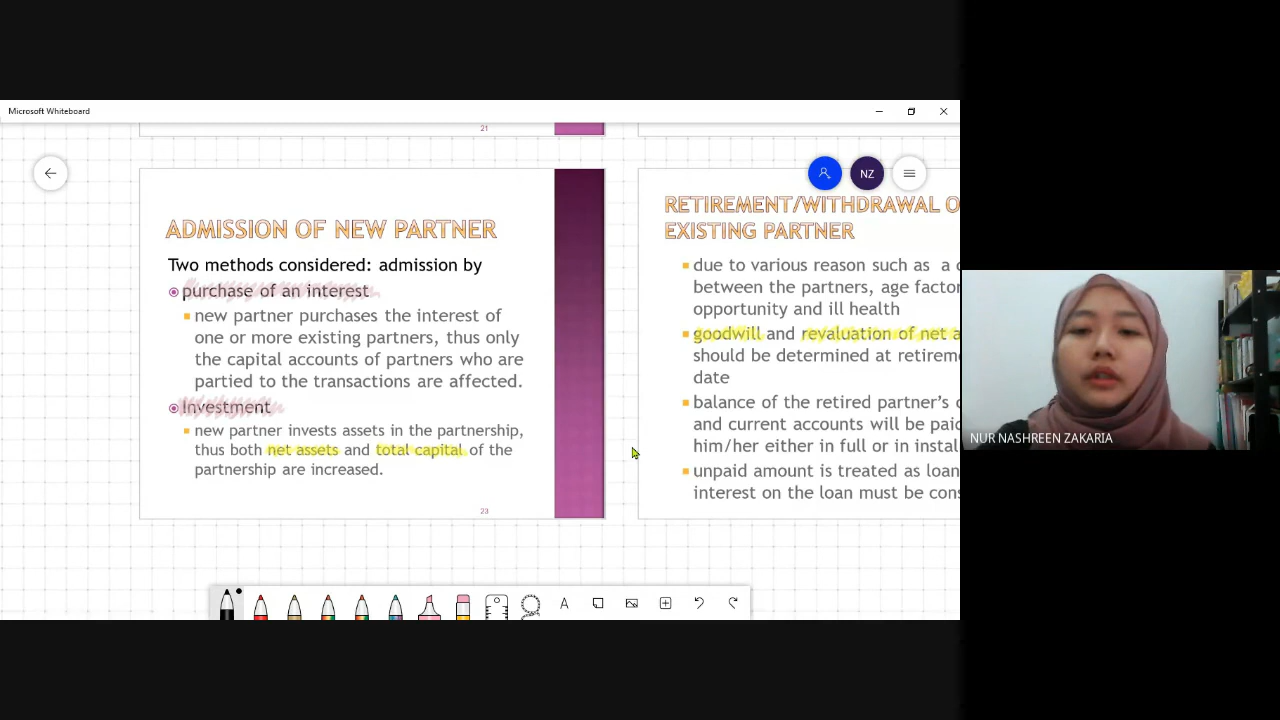 Microsoft Whiteboard
21
NZ
ADMISSION OF NEW PARTNER
Two methods considered: admission by
purchase of an interest
new partner purchases the interest of
one or more existing partners, thus only
the capital accounts of partners who are
partied to the transactions are affected.
Investment
new partner invests assets in the partnership,
thus both net assets and total capital of the
partnership are increased.
23
RETIREMENT/WITHDRAWAL O
EXISTING PARTNER
due to various reason such as a
between the partners, age factor
opportunity and ill health
goodwill and revaluation of net
should be determined at
date
balance of the retired partner's
and current accounts will be paid
him/her either in full or in
unpaid amount is treated as loan
interest on the loan must be
A
NUR NASHREEN ZAKARIA